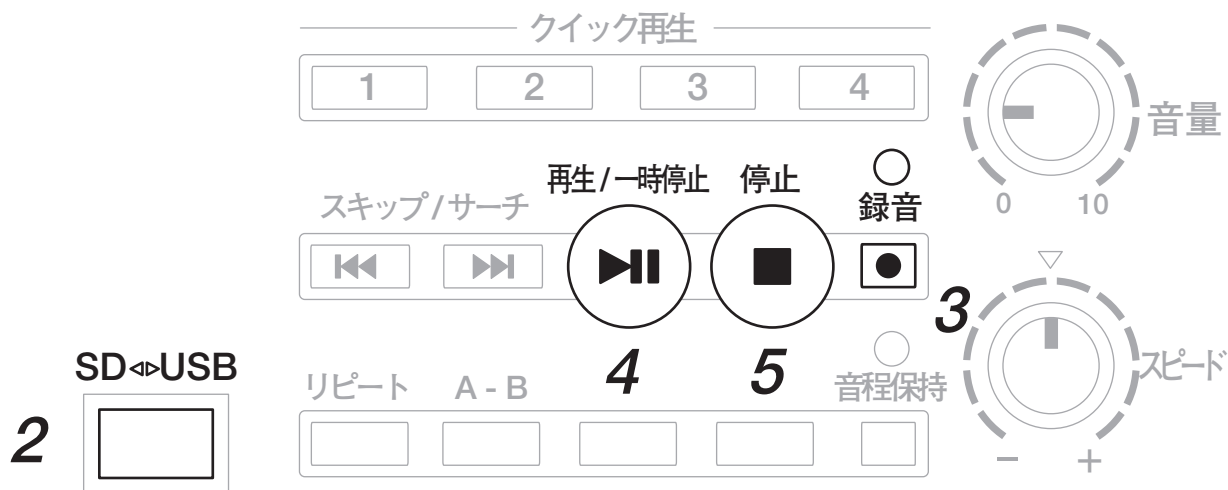 クイック再生
1 2 3 4
音量
0 10
スキップ/サーチ
再生/一時停止
停止
録音
3
4
5
スピード
− +
SD◁▷USB
2
リピート
A - B
音程保持